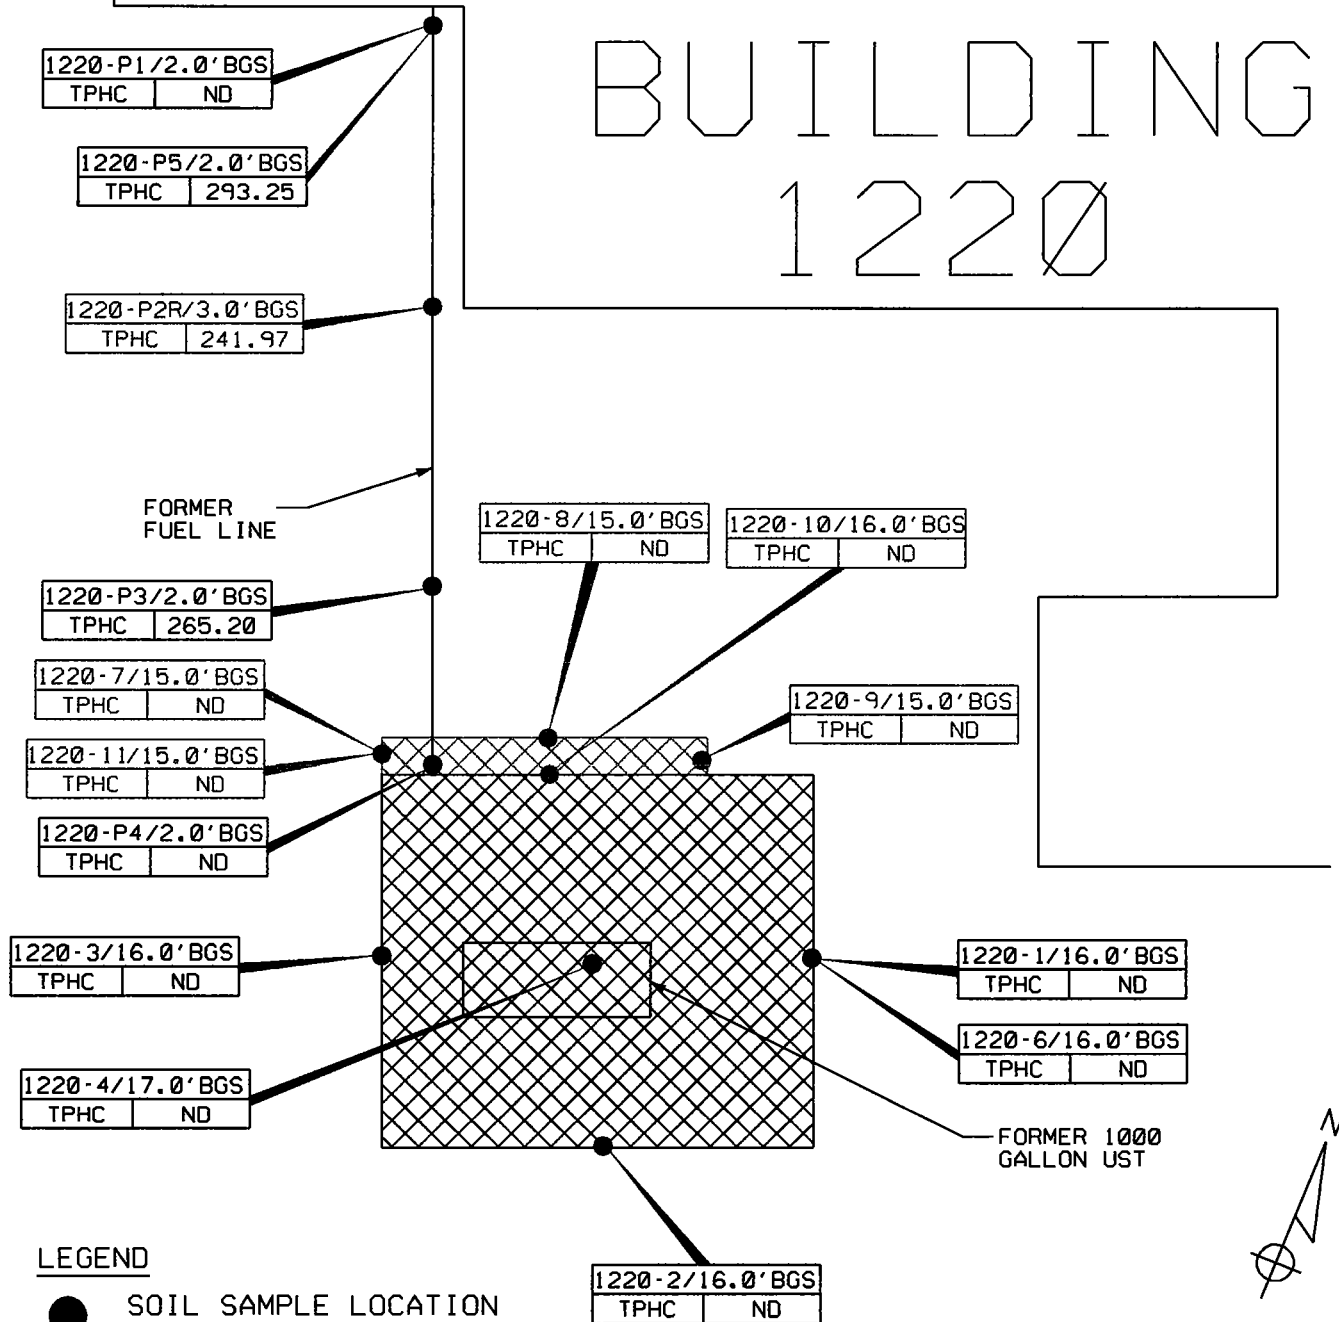 BUILDING
1220
1220-P1/2.0'BGS
TPHC ND
1220-P5/2.0'BGS
TPHC 293.25
1220-P2R/3.0'BGS
TPHC 241.97
FORMER
FUEL LINE
1220-8/15.0'BGS
TPHC ND
1220-10/16.0'BGS
TPHC ND
1220-P3/2.0'BGS
TPHC 265.20
1220-7/15.0'BGS
TPHC ND
1220-9/15.0'BGS
TPHC ND
1220-11/15.0'BGS
TPHC ND
1220-P4/2.0'BGS
TPHC ND
1220-3/16.0'BGS
TPHC ND
1220-1/16.0'BGS
TPHC ND
1220-6/16.0'BGS
TPHC ND
1220-4/17.0'BGS
TPHC ND
FORMER 1000
GALLON UST
N
1220-2/16.0'BGS
TPHC ND
LEGEND
SOIL SAMPLE LOCATION